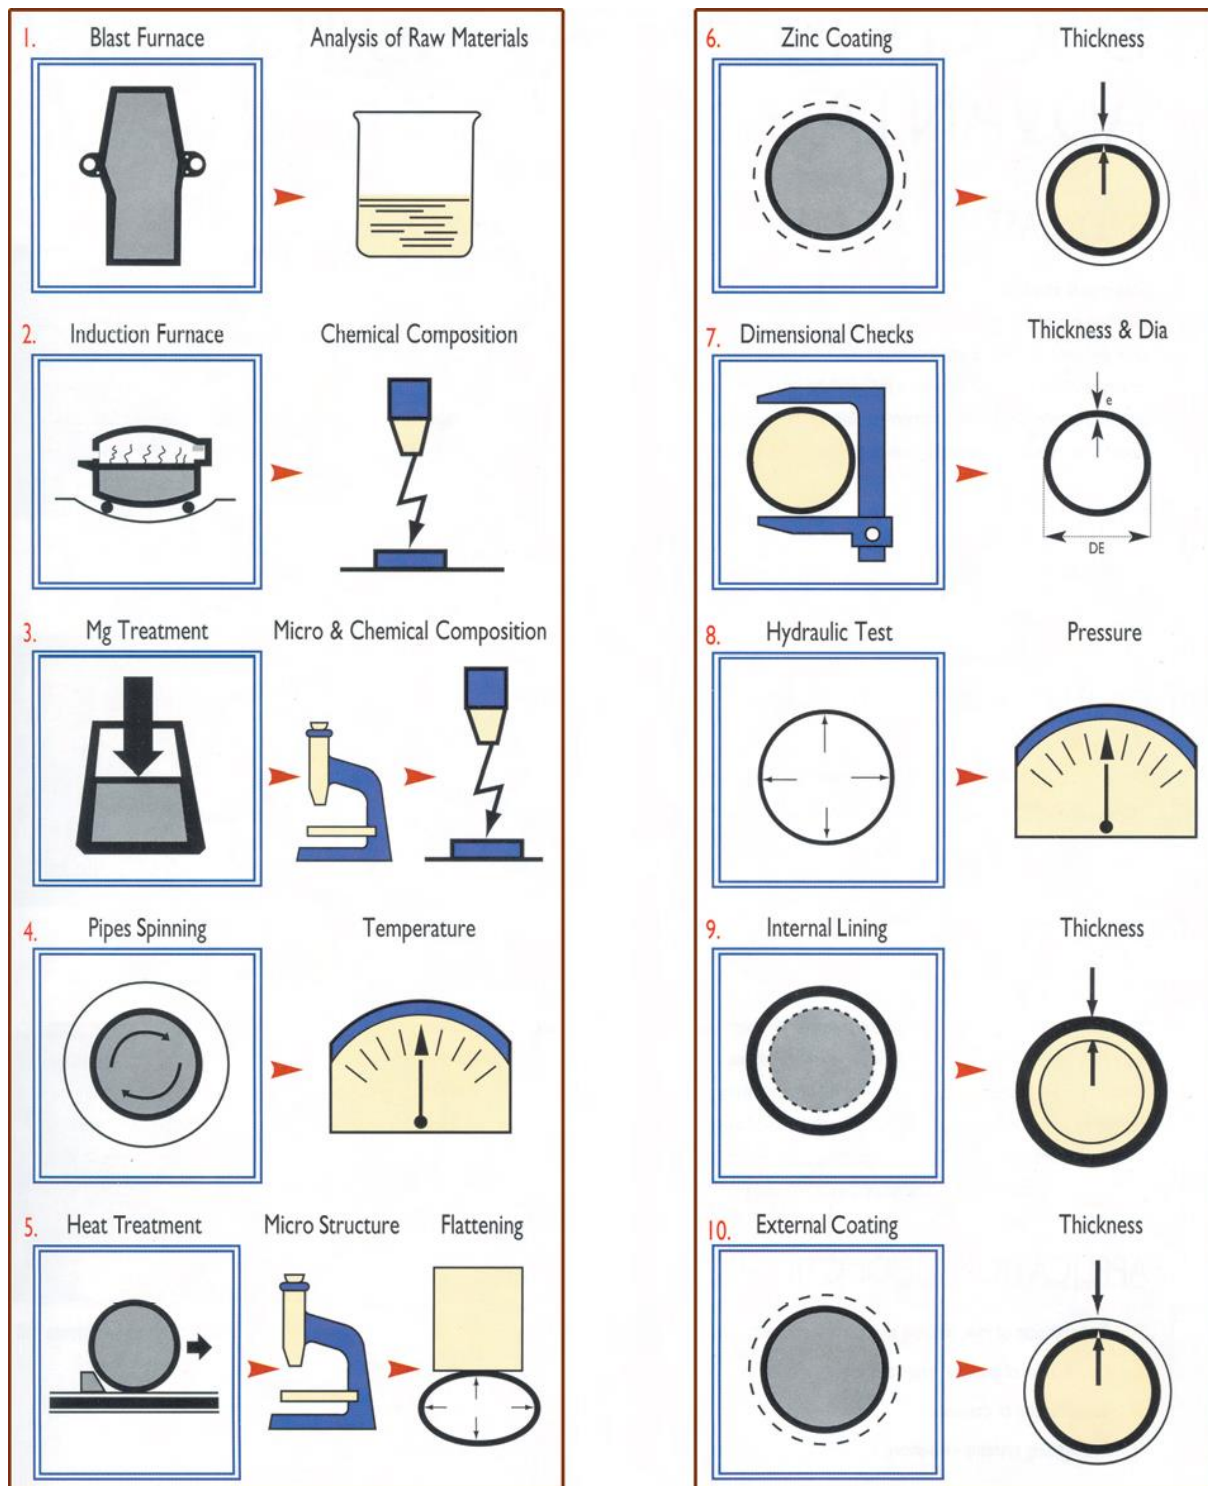 1. Blast Furnace Analysis of Raw Materials
2. Induction Furnace Chemical Composition
3. Mg Treatment Micro & Chemical Composition
4. Pipes Spinning Temperature
5. Heat Treatment Micro Structure Flattening
6. Zinc Coating Thickness
7. Dimensional Checks Thickness & Dia
e
DE
8. Hydraulic Test Pressure
9. Internal Lining Thickness
10. External Coating Thickness